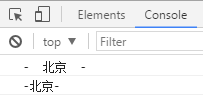 Elements Console
top Filter
-  北京  -
-北京-